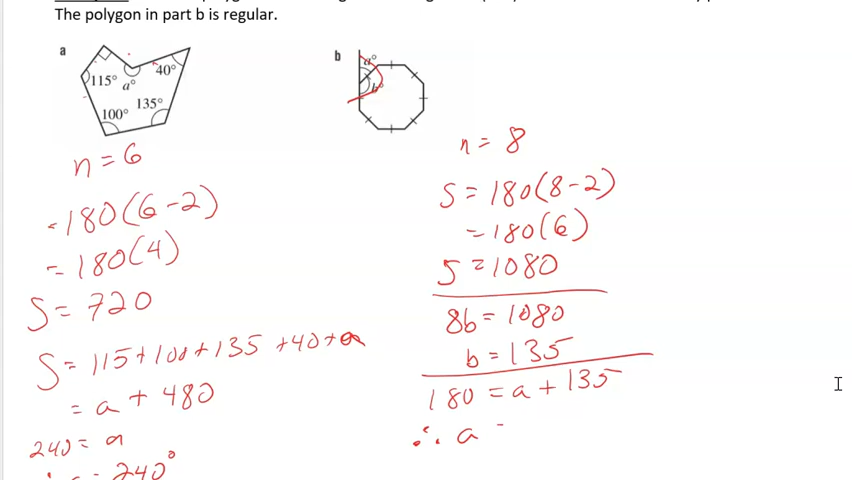 The polygon in part b is regular.
a
40°
115°
a°
135°
100°
b
a°
b°
n = 6
= 180(6-2)
= 180(4)
S = 720
S = 115+100+135 +40+a
= a + 480
240 = a
∴ a = 240°
n = 8
S = 180(8-2)
= 180(6)
S = 1080
8b = 1080
b = 135
180 = a + 135
∴ a =